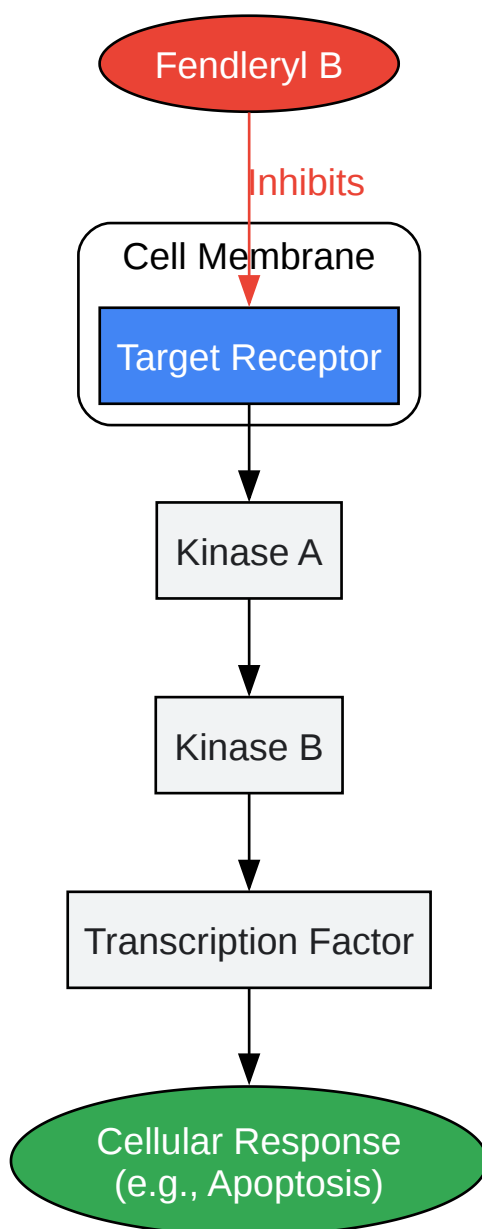 Fendleryl B
Inhibits
Cell Membrane
Target Receptor
Kinase A
Kinase B
Transcription Factor
Cellular Response
(e.g., Apoptosis)